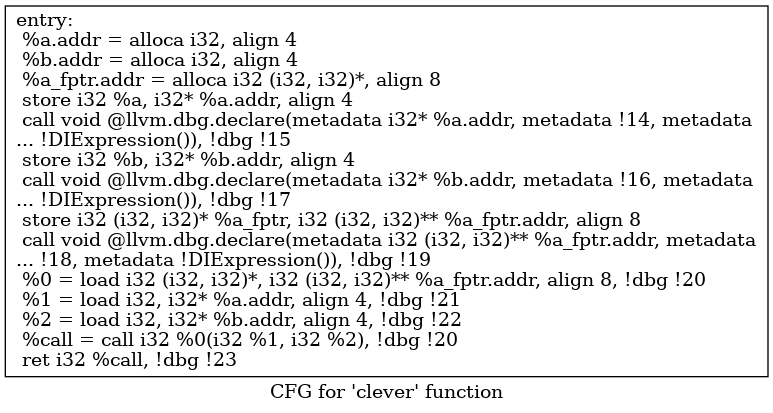 entry:
%a.addr = alloca i32, align 4
%b.addr = alloca i32, align 4
%a_fptr.addr = alloca i32 (i32, i32)*, align 8
store i32 %a, i32* %a.addr, align 4
call void @llvm.dbg.declare(metadata i32* %a.addr, metadata !14, metadata
... !DIExpression()), !dbg !15
store i32 %b, i32* %b.addr, align 4
call void @llvm.dbg.declare(metadata i32* %b.addr, metadata !16, metadata
... !DIExpression()), !dbg !17
store i32 (i32, i32)* %a_fptr, i32 (i32, i32)** %a_fptr.addr, align 8
call void @llvm.dbg.declare(metadata i32 (i32, i32)** %a_fptr.addr, metadata
... !18, metadata !DIExpression()), !dbg !19
%0 = load i32 (i32, i32)*, i32 (i32, i32)** %a_fptr.addr, align 8, !dbg !20
%1 = load i32, i32* %a.addr, align 4, !dbg !21
%2 = load i32, i32* %b.addr, align 4, !dbg !22
%call = call i32 %0(i32 %1, i32 %2), !dbg !20
ret i32 %call, !dbg !23
CFG for 'clever' function